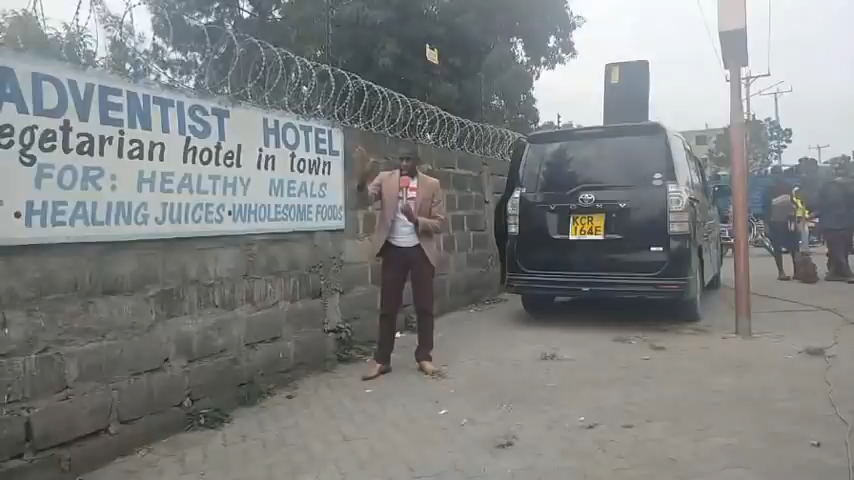 ADVENTIST HOTEL
egetarian hotel in town
FOR: HEALTHY MEALS
• HEALING JUICES • WHOLESOME FOODS
KCR
164E